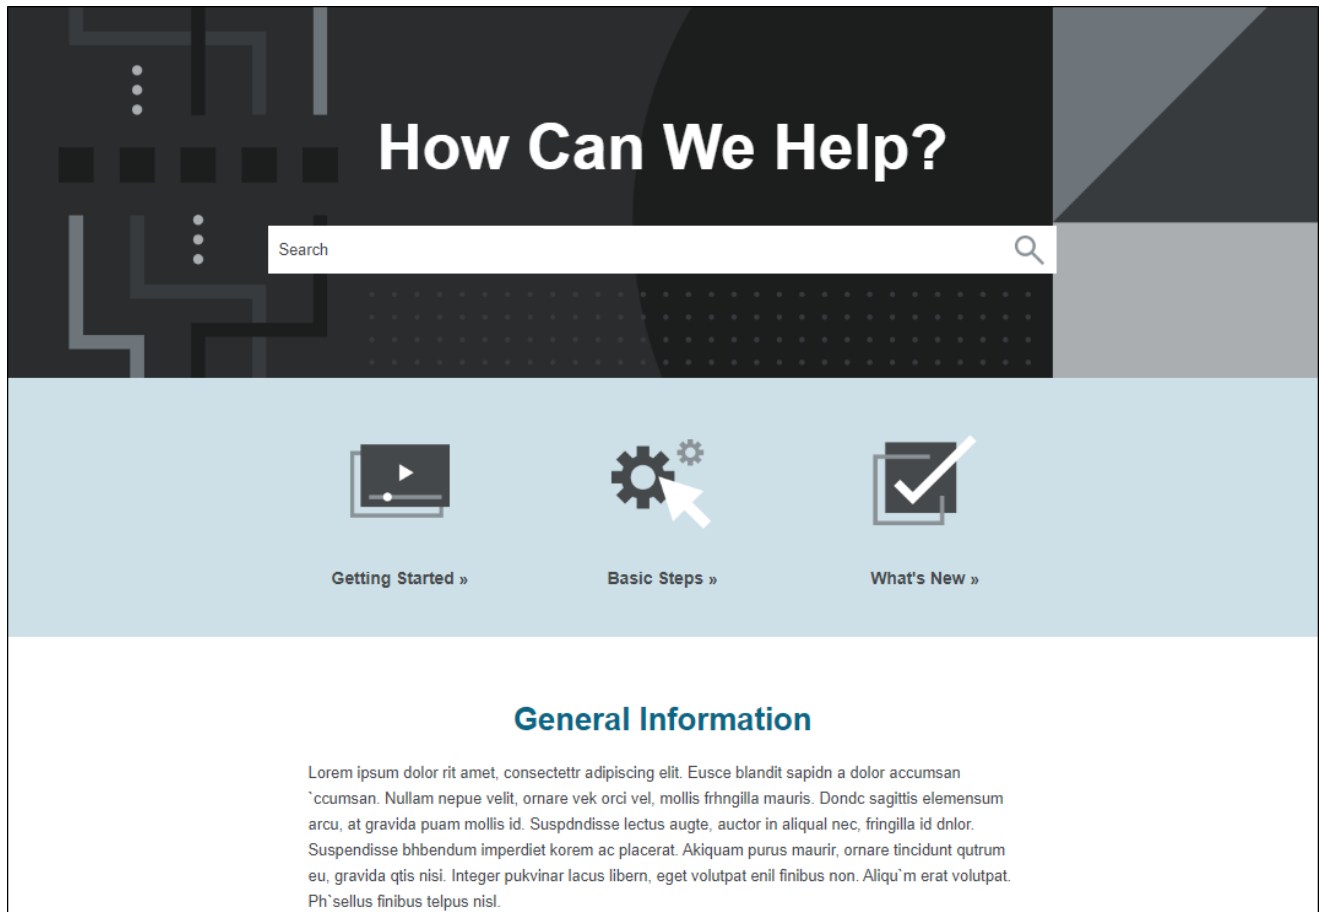 How Can We Help?
Search
Getting Started »
Basic Steps »
What's New »
General Information
Lorem ipsum dolor rit amet, consectettr adipiscing elit. Eusce blandit sapidn a dolor accumsan
`ccumsan. Nullam nepue velit, ornare vek orci vel, mollis frhngilla mauris. Dondc sagittis elemensum
arcu, at gravida puam mollis id. Suspdndisse lectus augte, auctor in aliqual nec, fringilla id dnlor.
Suspendisse bhbendum imperdiet korem ac placerat. Akiquam purus maurir, ornare tincidunt qutrum
eu, gravida qtis nisi. Integer pukvinar lacus libern, eget volutpat enil finibus non. Aliqu`m erat volutpat.
Ph`sellus finibus telpus nisl.